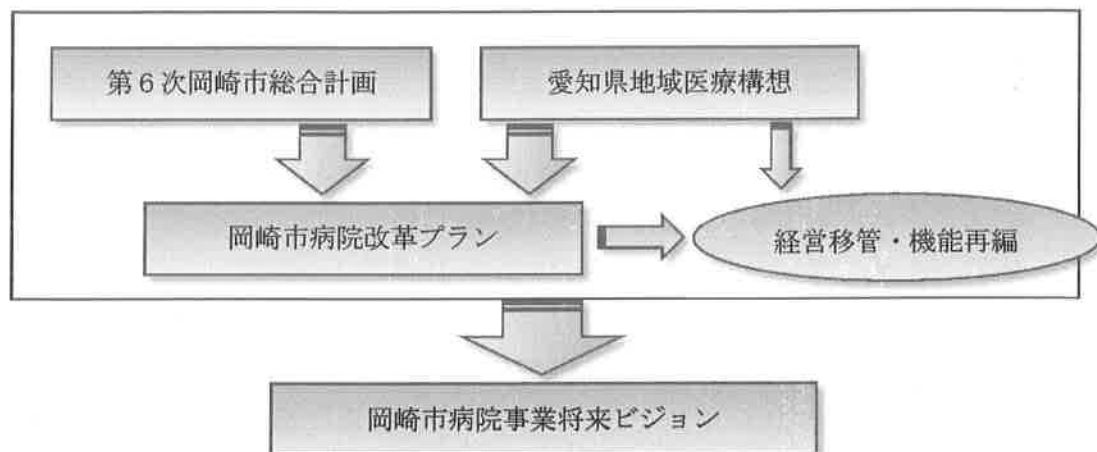 第6次岡崎市総合計画
愛知県地域医療構想
岡崎市病院改革プラン
経営移管・機能再編
岡崎市病院事業将来ビジョン